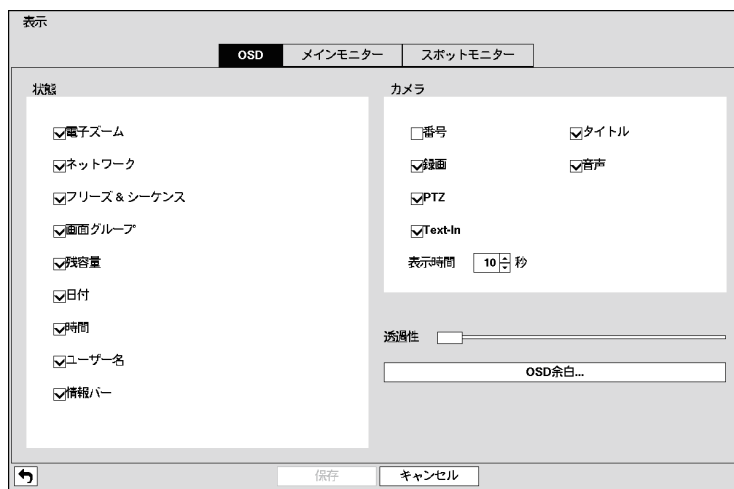 表示
OSD メインモニター スポットモニター
状態
電子ズーム
ネットワーク
フリーズ & シーケンス
画面グループ
残容量
日付
時間
ユーザー名
情報バー
カメラ
番号 タイトル
録画 音声
PTZ
Text-In
表示時間 10 秒
透過性
OSD余白...
保存 キャンセル